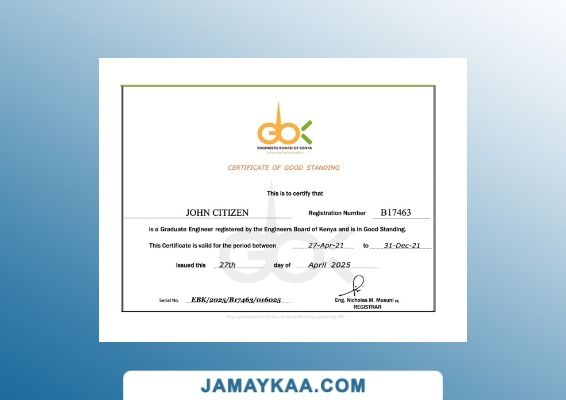 EBK
ENGINEERS BOARD OF KENYA
CERTIFICATE OF GOOD STANDING
This is to certify that
JOHN CITIZEN Registration Number B17463
is a Graduate Engineer registered by the Engineers Board of Kenya and is in Good Standing.
This Certificate is valid for the period between 27-Apr-21 to 31-Dec-21
Issued this 27th day of April 2025
Serial No. EBK/2025/B17463/016025
Eng. Nicholas M. Musuni PE
REGISTRAR
JAMAYKAA.COM